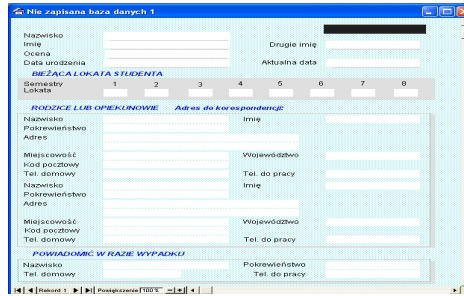 Nie zapisana baza danych 1
Nazwisko
Imię Drugie imię
Ocena
Data urodzenia Aktualna data
BIEŻĄCA LOKATA STUDENTA
Semestry 1 2 3 4 5 6 7 8
Lokata
RODZICE LUB OPIEKUNOWIE Adres do korespondencji:
Nazwisko Imię
Pokrewieństwo
Adres
Miejscowość Województwo
Kod pocztowy
Tel. domowy Tel. do pracy
Nazwisko Imię
Pokrewieństwo
Adres
Miejscowość Województwo
Kod pocztowy
Tel. domowy Tel. do pracy
POWIADOMIĆ W RAZIE WYPADKU
Nazwisko Pokrewieństwo
Tel. domowy Tel. do pracy
Rekord 1 Powiększenie 100%